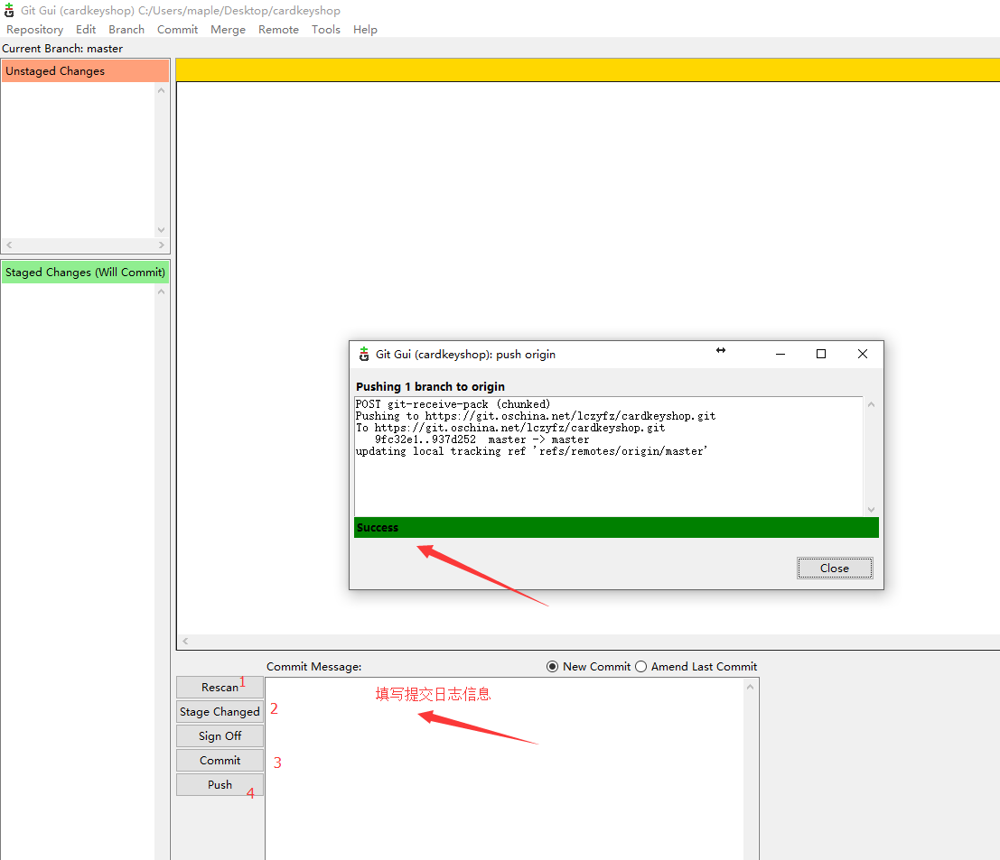 Git Gui (cardkeyshop) C:/Users/maple/Desktop/cardkeyshop
Repository Edit Branch Commit Merge Remote Tools Help
Current Branch: master
Unstaged Changes
Staged Changes (Will Commit)
Git Gui (cardkeyshop): push origin
Pushing 1 branch to origin
POST git-receive-pack (chunked)
Pushing to https://git.oschina.net/lczyfz/cardkeyshop.git
To https://git.oschina.net/lczyfz/cardkeyshop.git
9fc32e1..937d252 master -> master
updating local tracking ref 'refs/remotes/origin/master'
Success
Close
Commit Message:
New Commit
Amend Last Commit
Rescan 1
填写提交日志信息
Stage Changed 2
Sign Off
Commit 3
Push 4